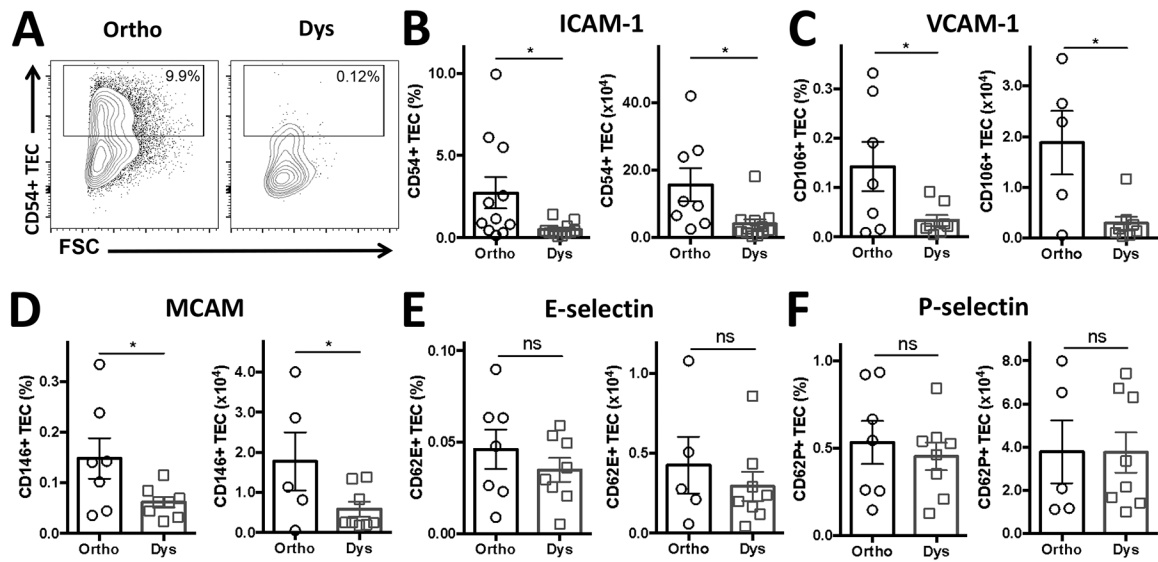 A
Ortho
Dys
9.9%
0.12%
CD54+ TEC
FSC
B
ICAM-1
*
CD54+ TEC (%)
10.0
5.0
0.0
Ortho
Dys
*
CD54+ TEC (x10⁴)
40.0
20.0
0.0
Ortho
Dys
C
VCAM-1
*
CD106+ TEC (%)
0.4
0.3
0.2
0.1
0.0
Ortho
Dys
*
CD106+ TEC (x10⁴)
4.0
3.0
2.0
1.0
0.0
Ortho
Dys
D
MCAM
*
CD146+ TEC (%)
0.3
0.2
0.1
0.0
Ortho
Dys
*
CD146+ TEC (x10⁴)
4.0
3.0
2.0
1.0
0.0
Ortho
Dys
E
E-selectin
ns
CD62E+ TEC (%)
0.10
0.05
0.00
Ortho
Dys
ns
CD62E+ TEC (x10⁴)
1.0
0.5
0.0
Ortho
Dys
F
P-selectin
ns
CD62P+ TEC (%)
1.0
0.5
0.0
Ortho
Dys
ns
CD62P+ TEC (x10⁴)
8.0
6.0
4.0
2.0
0.0
Ortho
Dys